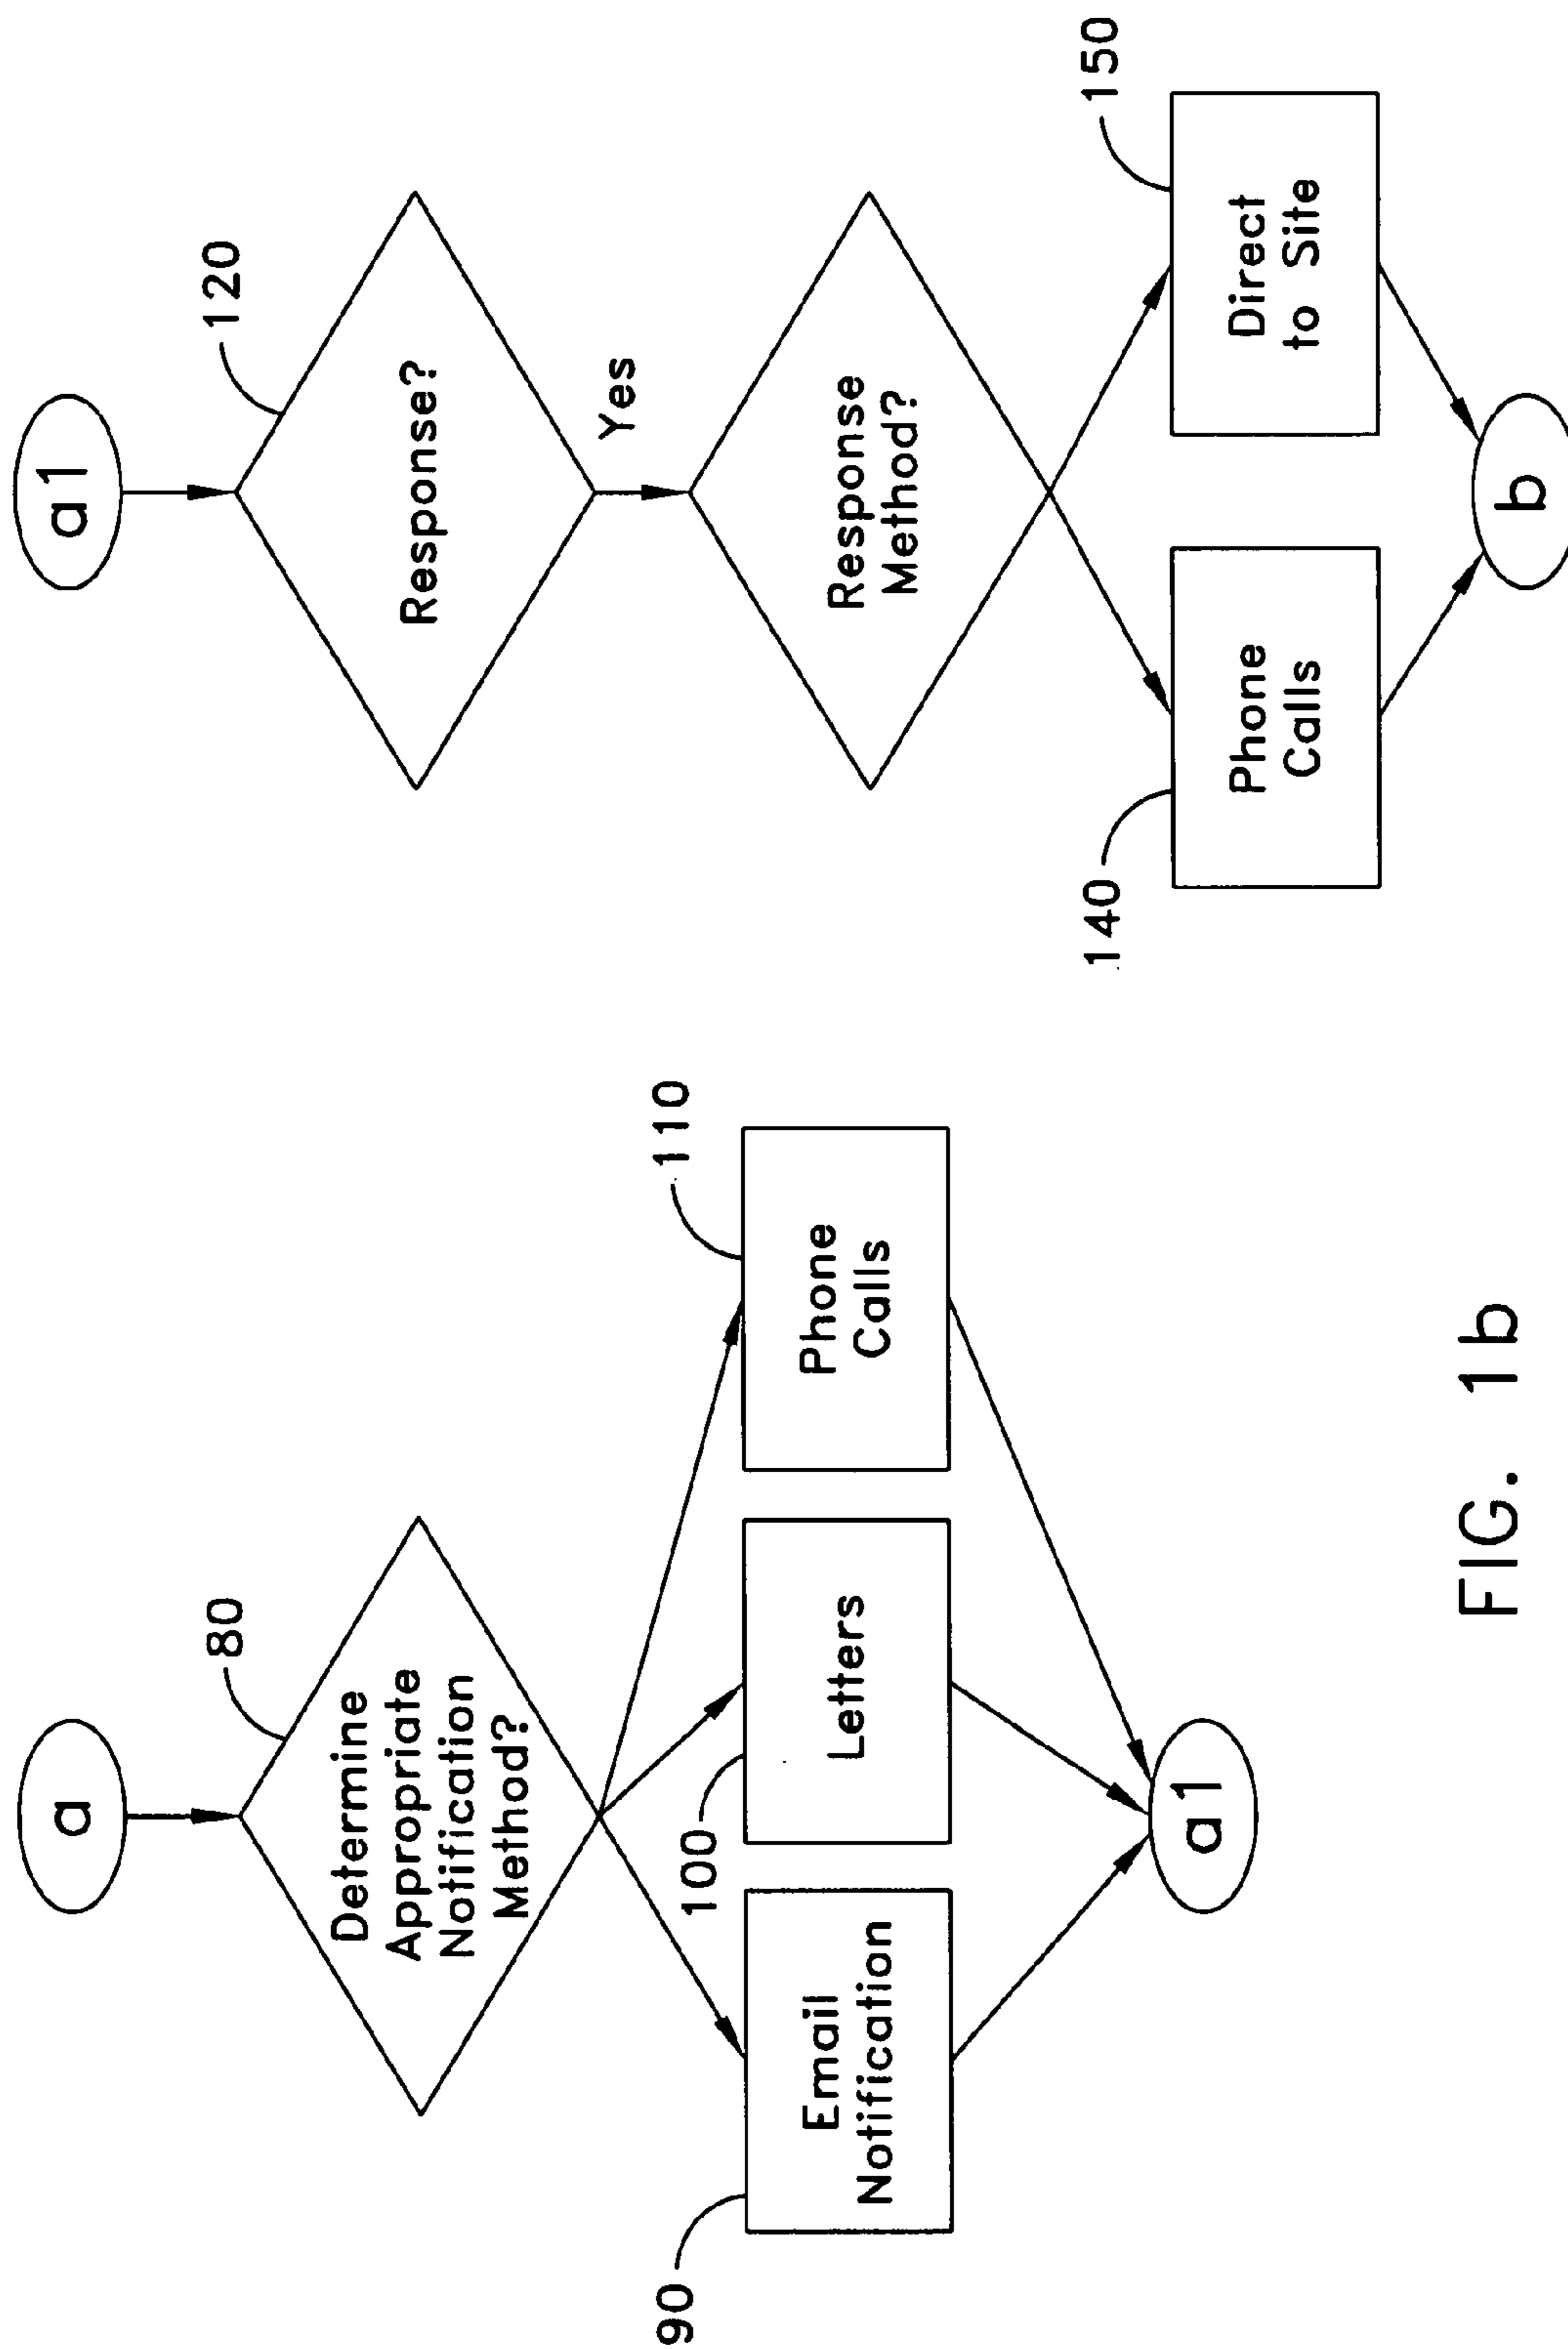 a
80
Determine
Appropriate
Notification
Method?
90
Email
Notification
100
Letters
110
Phone
Calls
a1
a1
120
Response?
Yes
Response
Method?
140
Phone
Calls
150
Direct
to Site
b
FIG. 1b